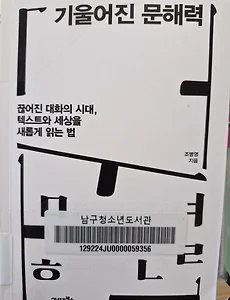 기울어진 문해력
끊어진 대화의 시대,
텍스트와 세상을
새롭게 읽는 법
조병영
지음
남구청소년도서관
129224JU0000059356